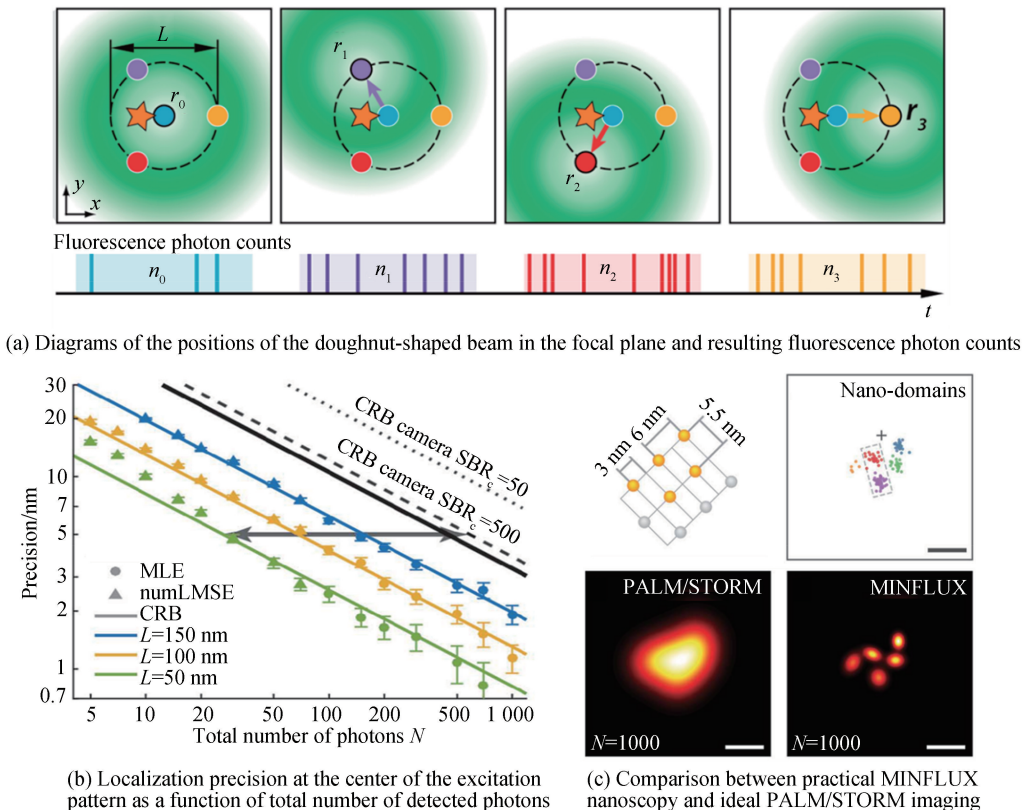 L
r0
r1
r2
r3
y
x
Fluorescence photon counts
n0
n1
n2
n3
t
(a) Diagrams of the positions of the doughnut-shaped beam in the focal plane and resulting fluorescence photon counts
30
20
10
7
5
3
2
1
0.7
Precision/nm
CRB camera SBRc=50
CRB camera SBRc=500
MLE
numLMSE
CRB
L=150 nm
L=100 nm
L=50 nm
5
10
20
50
100
200
500
1 000
Total number of photons N
(b) Localization precision at the center of the excitation
pattern as a function of total number of detected photons
3 nm
6 nm
5.5 nm
Nano-domains
PALM/STORM
N=1000
MINFLUX
N=1000
(c) Comparison between practical MINFLUX
nanoscopy and ideal PALM/STORM imaging